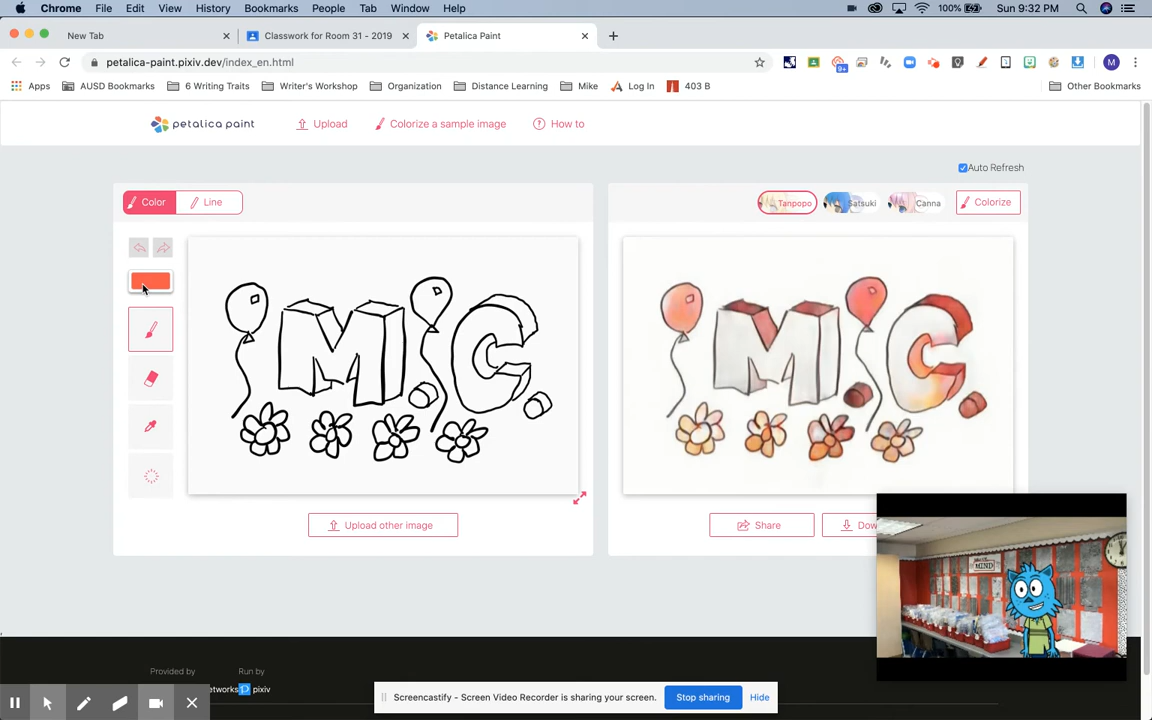 Chrome File Edit View History Bookmarks People Tab Window Help 100% Sun 9:32 PM
New Tab Classwork for Room 31 - 2019 Petalica Paint
petalica-paint.pixiv.dev/index_en.html M
Apps AUSD Bookmarks 6 Writing Traits Writer's Workshop Organization Distance Learning Mike Log In 403 B Other Bookmarks
petalica paint Upload Colorize a sample image How to
Auto Refresh
Color Line Tanpopo Satsuki Canna Colorize
M.C. M.C.
Upload other image Share Dow
MIND
Provided by Run by
etworks pixiv
Screencastify - Screen Video Recorder is sharing your screen. Stop sharing Hide